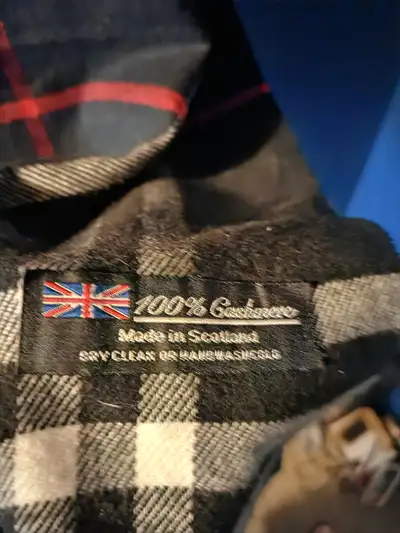 100% Cashmere
Made in Scotland
DRY CLEAN OR HANDWASH COLD